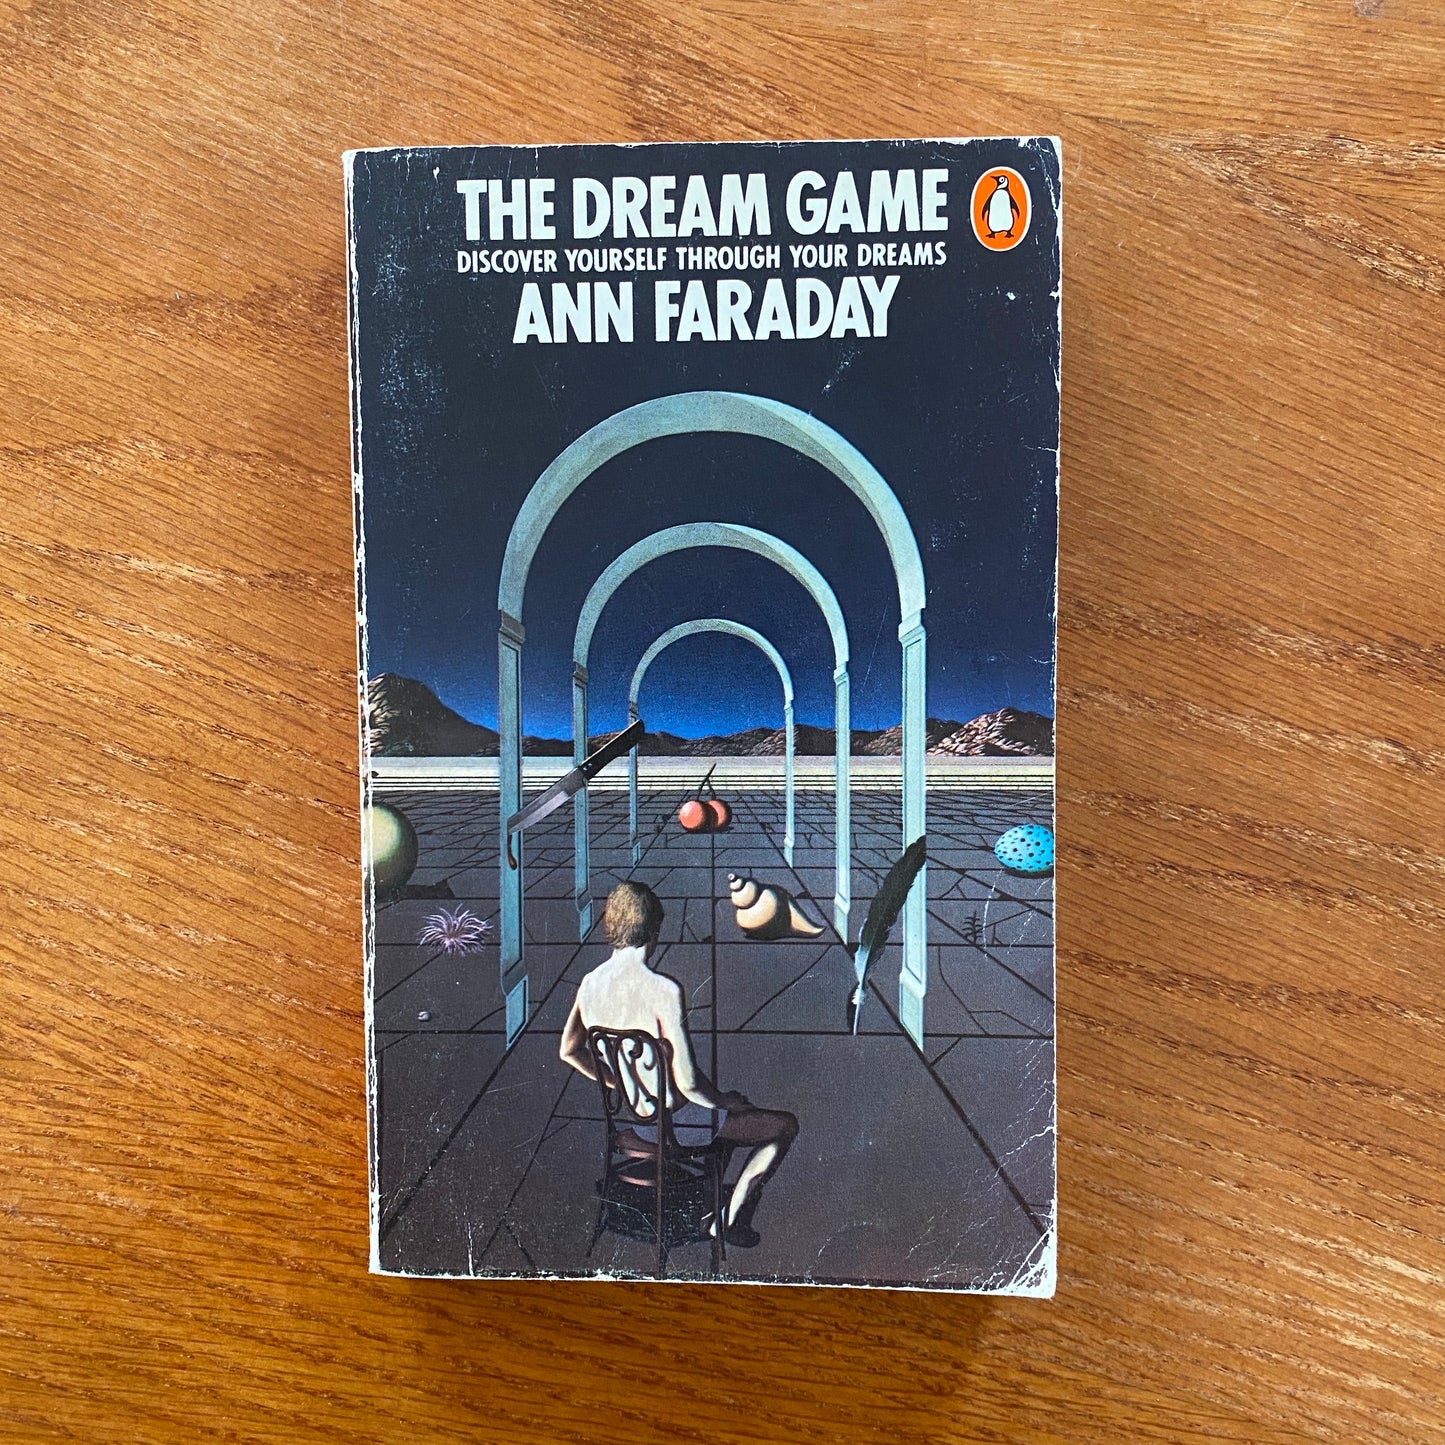 THE DREAM GAME
DISCOVER YOURSELF THROUGH YOUR DREAMS
ANN FARADAY